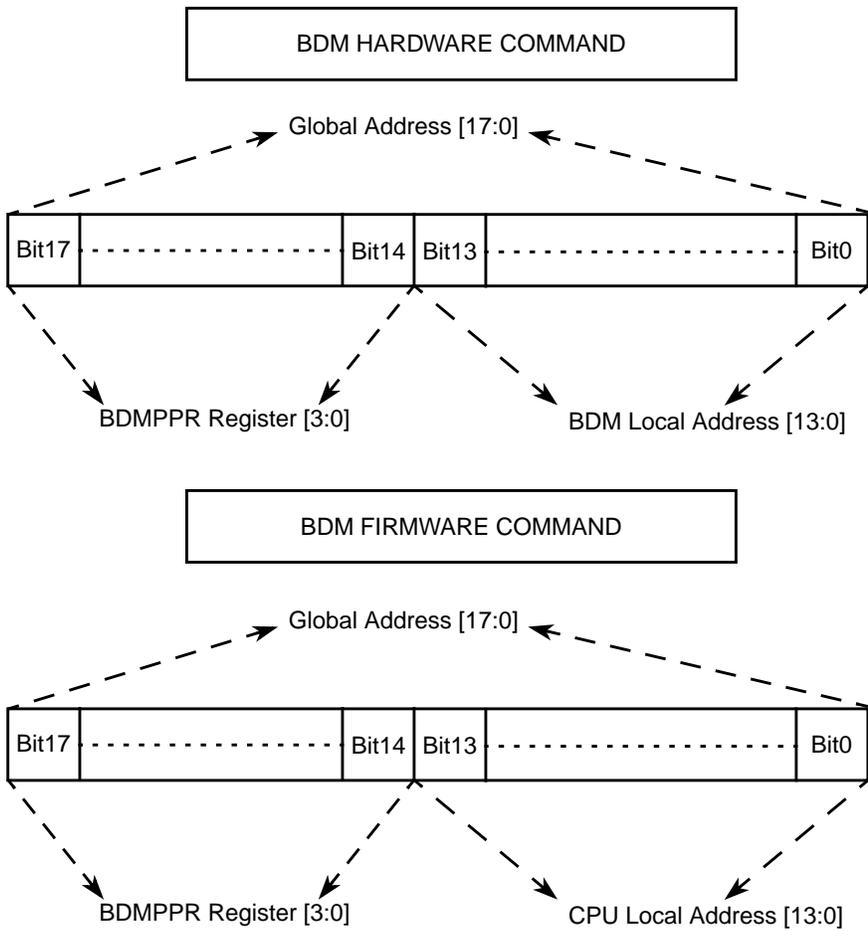 BDM HARDWARE COMMAND
Global Address [17:0]
Bit17 Bit14 Bit13 Bit0
BDMPPR Register [3:0]
BDM Local Address [13:0]
BDM FIRMWARE COMMAND
Global Address [17:0]
Bit17 Bit14 Bit13 Bit0
BDMPPR Register [3:0]
CPU Local Address [13:0]